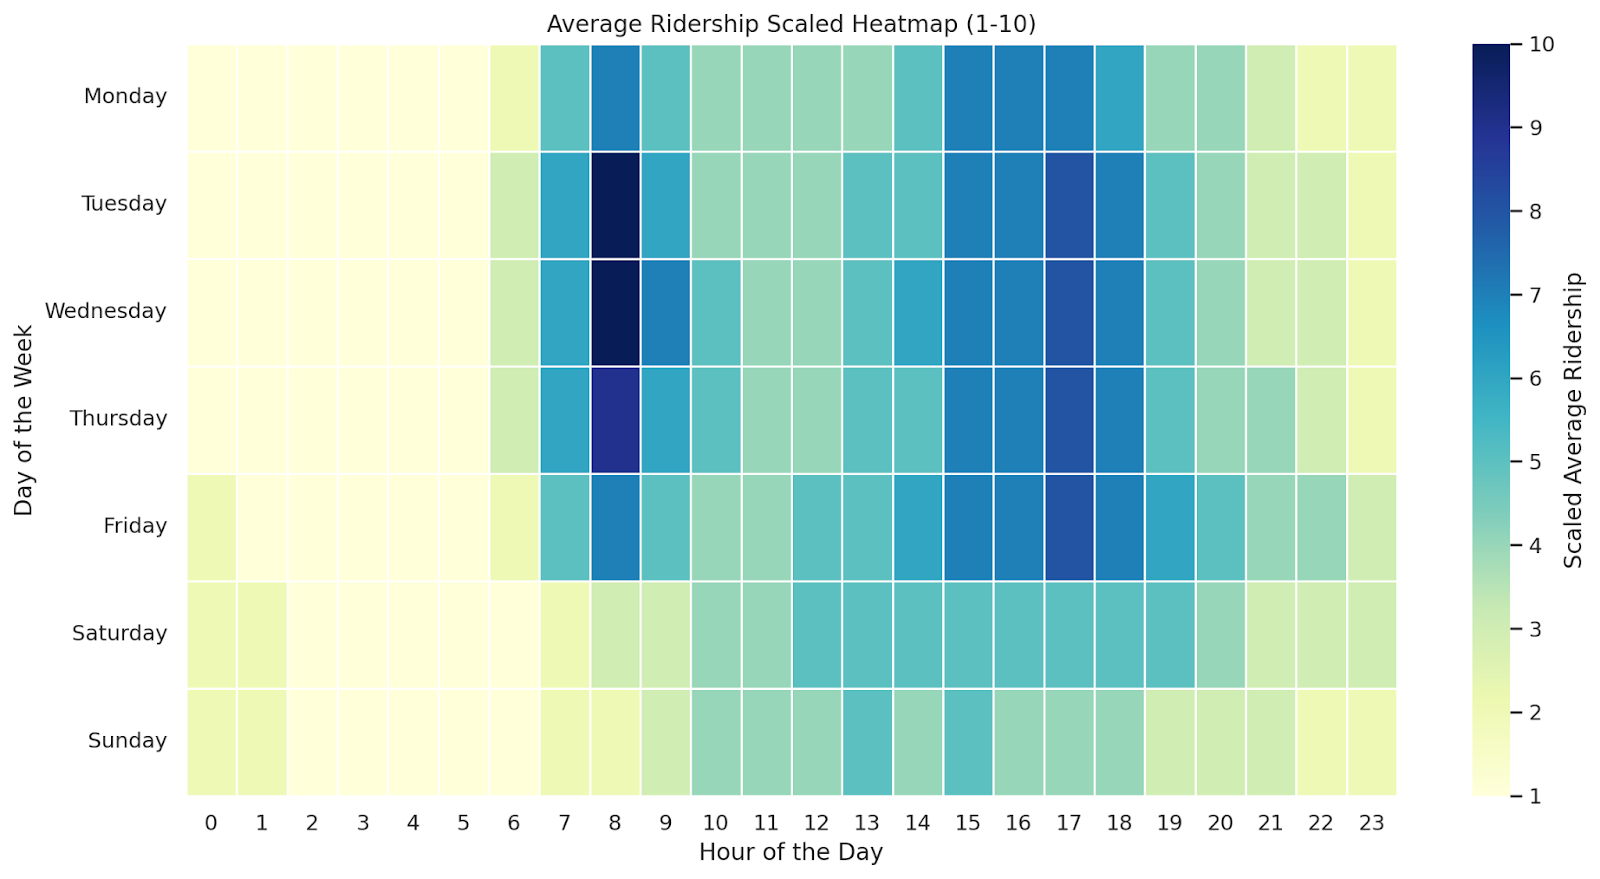 Average Ridership Scaled Heatmap (1-10)
Day of the Week
Monday
Tuesday
Wednesday
Thursday
Friday
Saturday
Sunday
0 1 2 3 4 5 6 7 8 9 10 11 12 13 14 15 16 17 18 19 20 21 22 23
Hour of the Day
10
9
8
7
6
5
4
3
2
1
Scaled Average Ridership